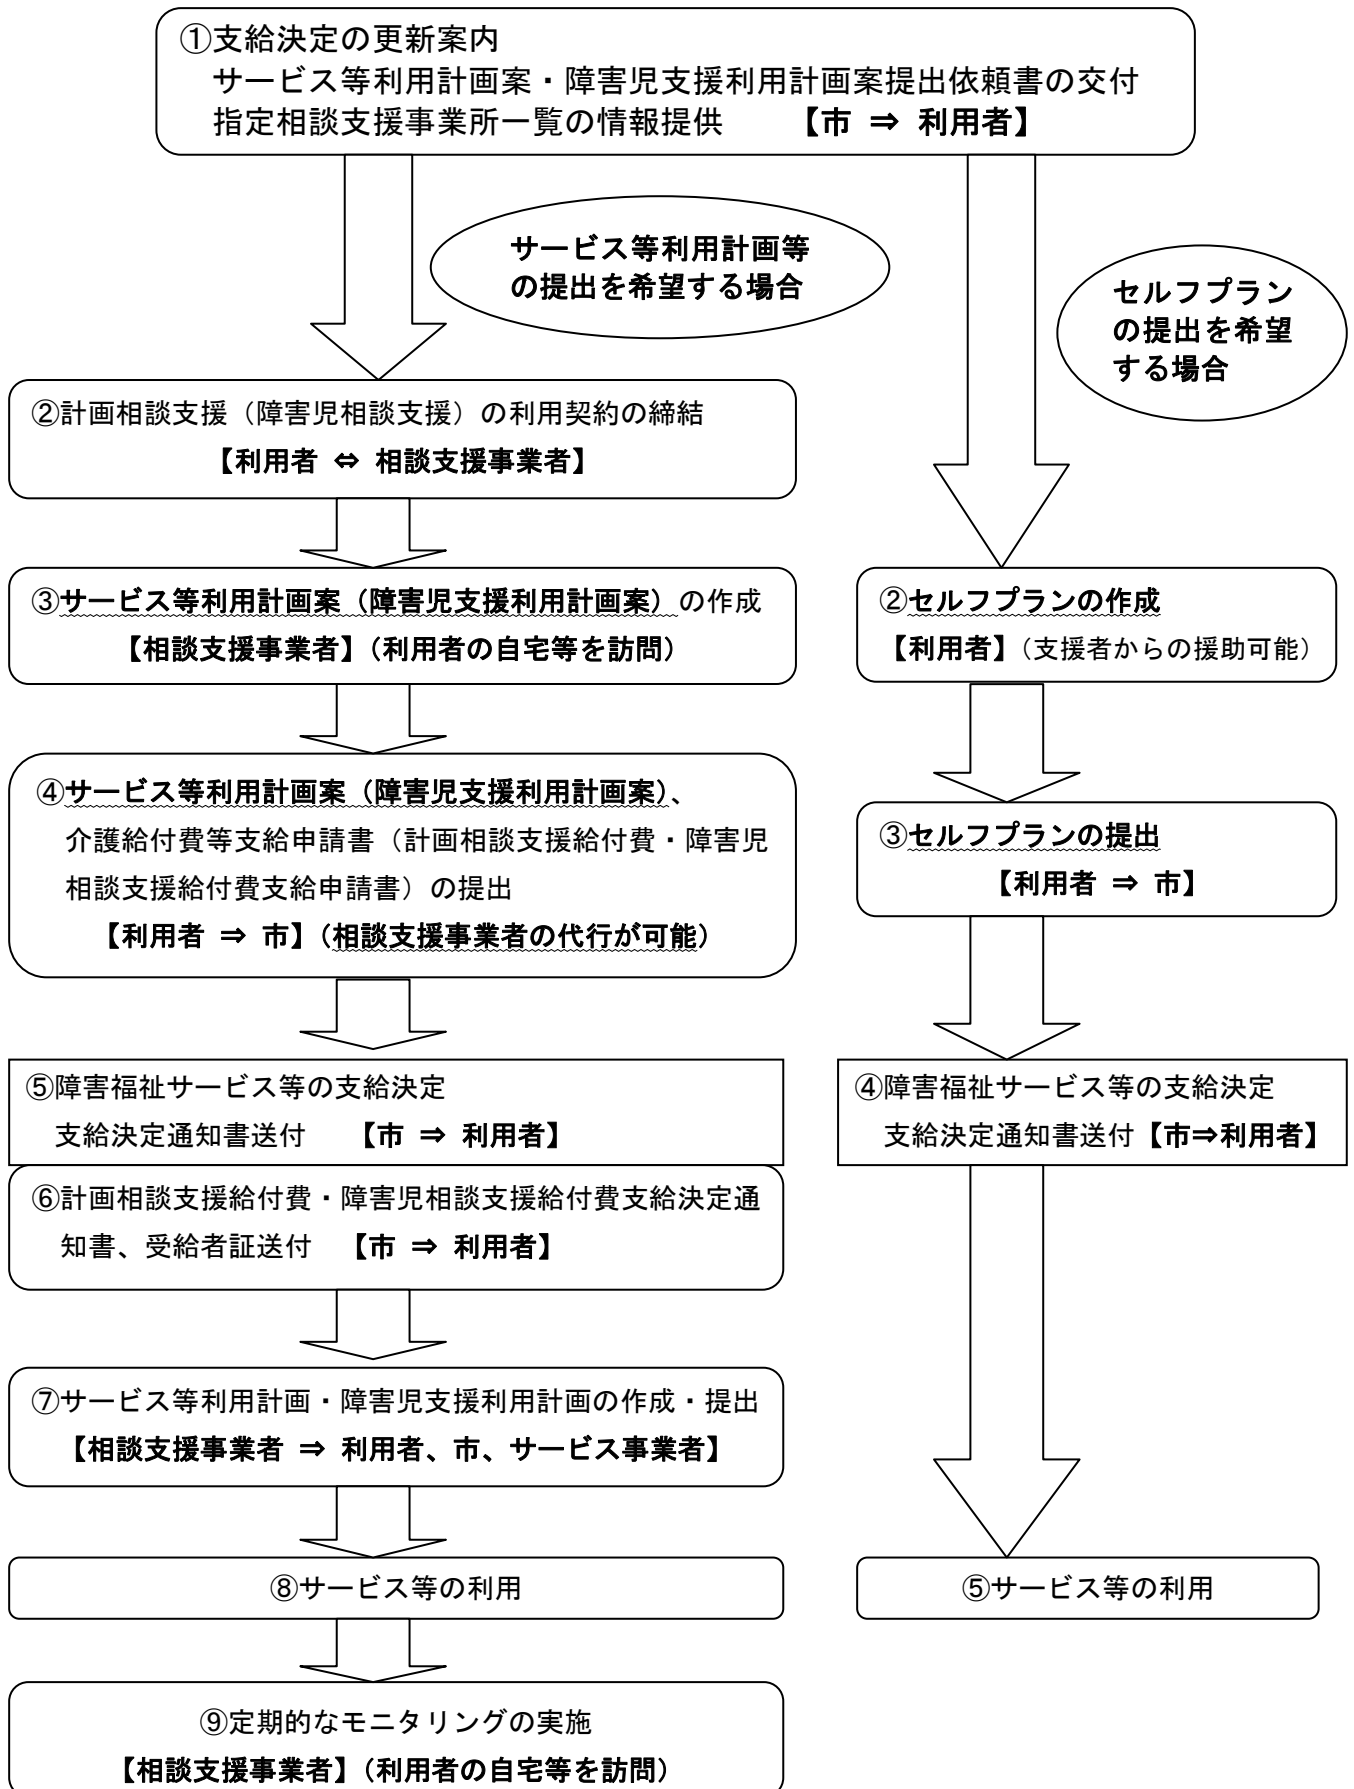 ①支給決定の更新案内
サービス等利用計画案・障害児支援利用計画案提出依頼書の交付
指定相談支援事業所一覧の情報提供　　【市 ⇒ 利用者】
サービス等利用計画等
の提出を希望する場合
セルフプラン
の提出を希望
する場合
②計画相談支援（障害児相談支援）の利用契約の締結
【利用者 ⇔ 相談支援事業者】
③サービス等利用計画案（障害児支援利用計画案）の作成
【相談支援事業者】（利用者の自宅等を訪問）
④サービス等利用計画案（障害児支援利用計画案）、
介護給付費等支給申請書（計画相談支援給付費・障害児
相談支援給付費支給申請書）の提出
【利用者 ⇒ 市】（相談支援事業者の代行が可能）
⑤障害福祉サービス等の支給決定
支給決定通知書送付　【市 ⇒ 利用者】
⑥計画相談支援給付費・障害児相談支援給付費支給決定通
知書、受給者証送付　【市 ⇒ 利用者】
⑦サービス等利用計画・障害児支援利用計画の作成・提出
【相談支援事業者 ⇒ 利用者、市、サービス事業者】
⑧サービス等の利用
⑨定期的なモニタリングの実施
【相談支援事業者】（利用者の自宅等を訪問）
②セルフプランの作成
【利用者】（支援者からの援助可能）
③セルフプランの提出
【利用者 ⇒ 市】
④障害福祉サービス等の支給決定
支給決定通知書送付【市⇒利用者】
⑤サービス等の利用